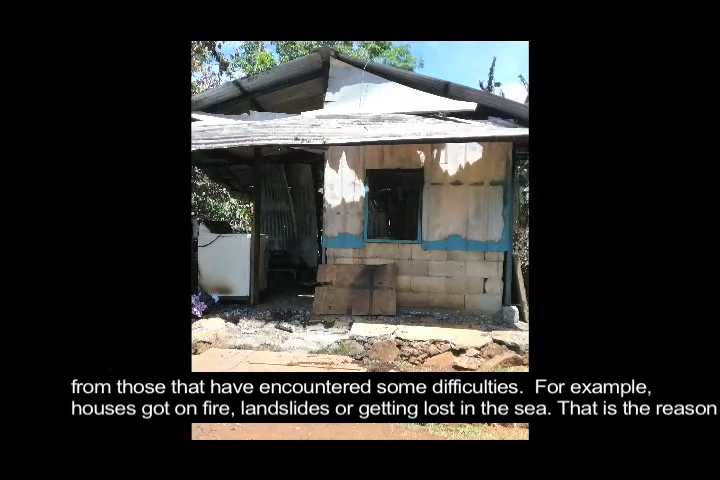 from those that have encountered some difficulties.  For example,
houses got on fire, landslides or getting lost in the sea. That is the reason